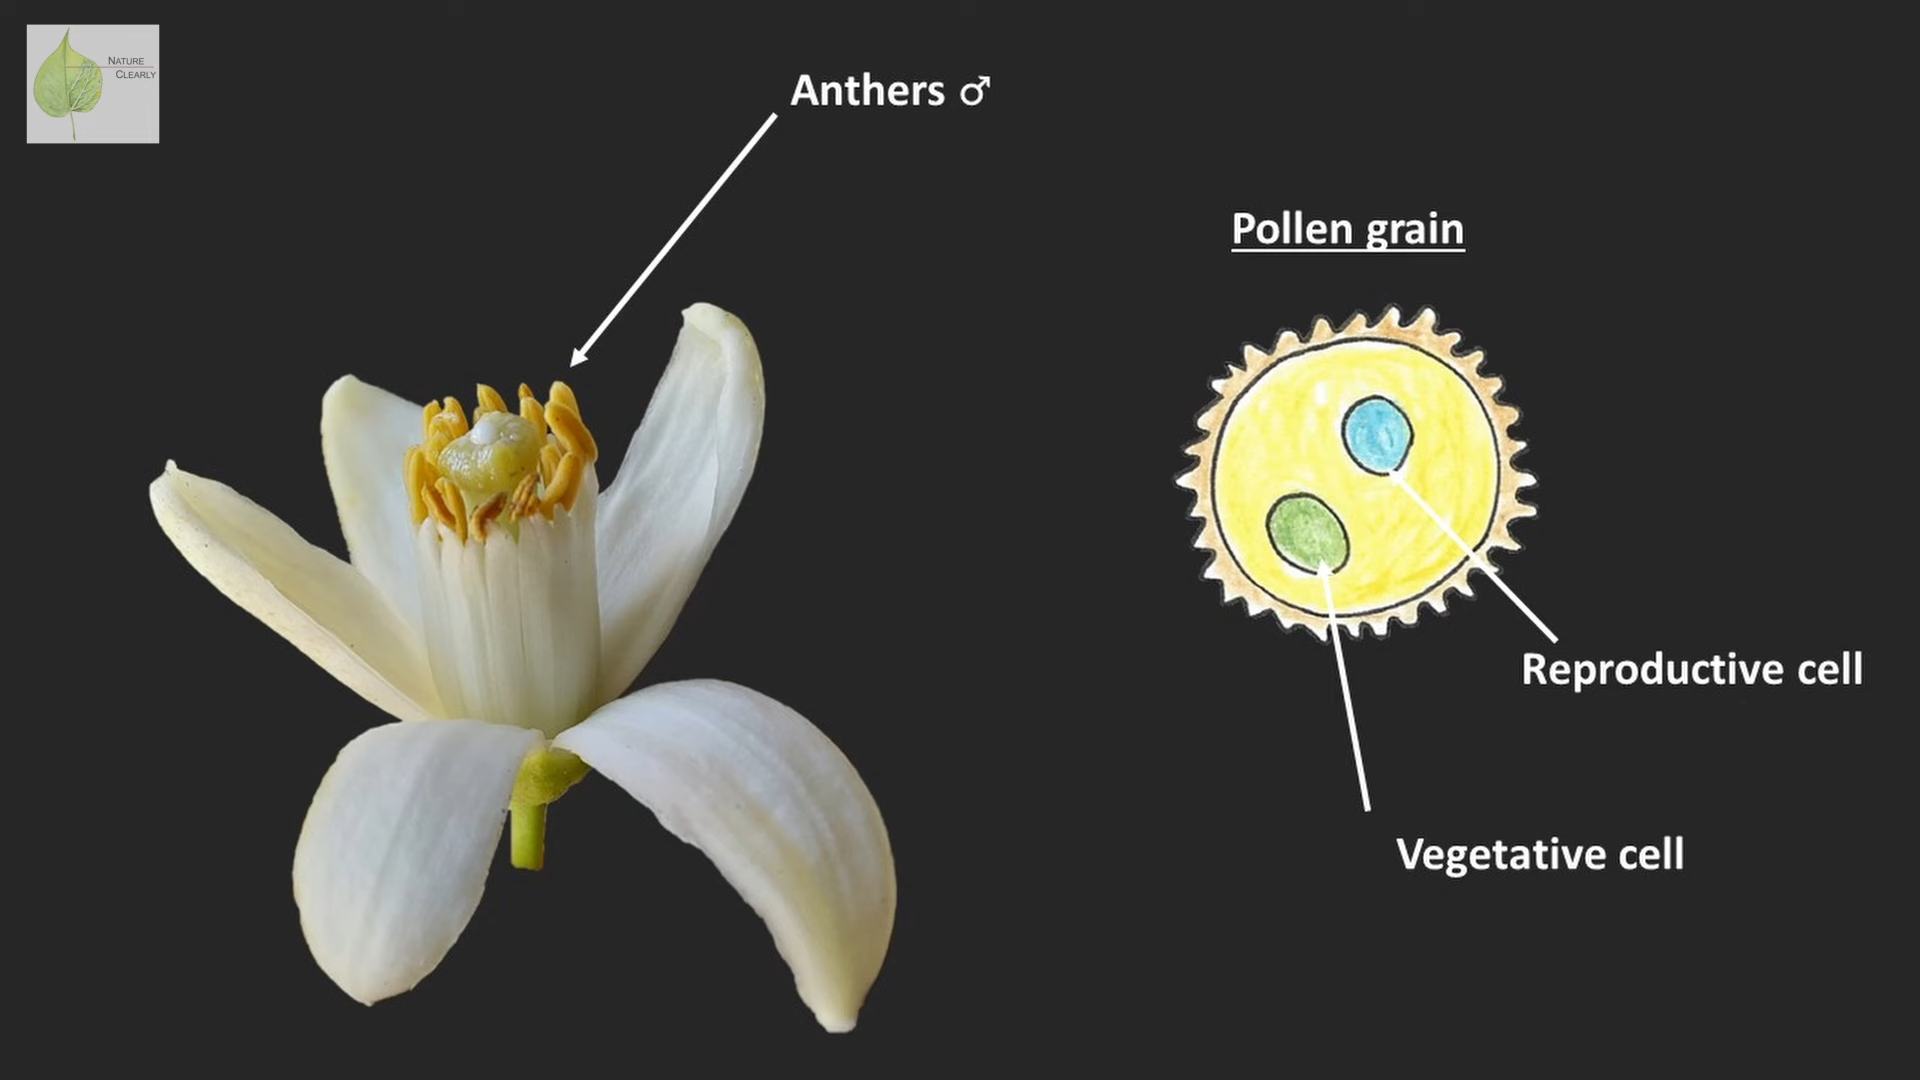 NATURE
CLEARLY
Anthers ♂
Pollen grain
Reproductive cell
Vegetative cell